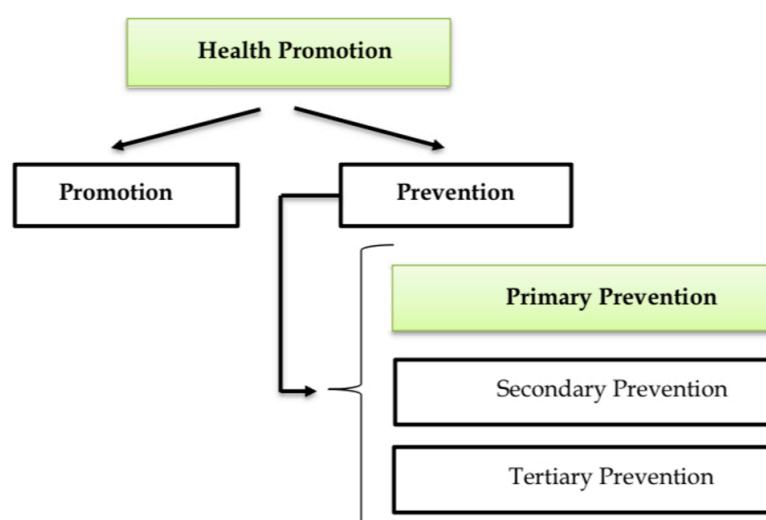 Health Promotion
Promotion
Prevention
Primary Prevention
Secondary Prevention
Tertiary Prevention